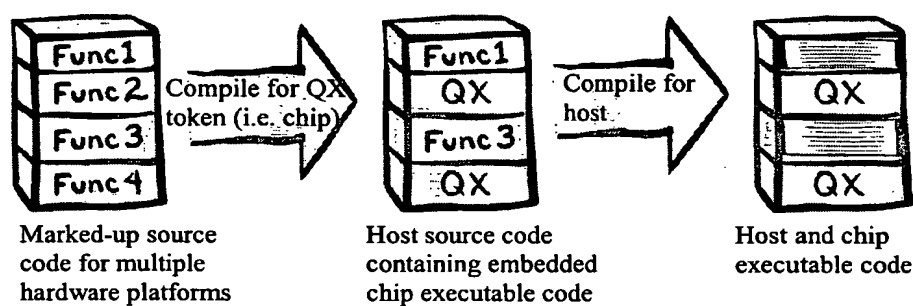 Func1
Func2
Func3
Func4
Compile for QX
token (i.e. chip)
Func1
QX
Func3
QX
Compile for
host
QX
QX
Marked-up source
code for multiple
hardware platforms
Host source code
containing embedded
chip executable code
Host and chip
executable code